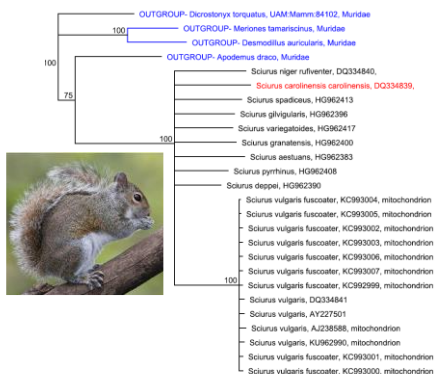 OUTGROUP- Dicrostonyx torquatus, UAM:Mamm:84102, Muridae
OUTGROUP- Meriones tamariscinus, Muridae
100
OUTGROUP- Desmodillus auricularis, Muridae
100
OUTGROUP- Apodemus draco, Muridae
Sciurus niger rufiventer, DQ334840,
Sciurus carolinensis carolinensis, DQ334839,
75
Sciurus spadiceus, HG962413
Sciurus gilvigularis, HG962396
Sciurus variegatoides, HG962417
100
Sciurus granatensis, HG962400
Sciurus aestuans, HG962383
Sciurus pyrrhinus, HG962408
Sciurus deppei, HG962390
Sciurus vulgaris fuscoater, KC993004, mitochondrion
Sciurus vulgaris fuscoater, KC993005, mitochondrion
Sciurus vulgaris fuscoater, KC993002, mitochondrion
Sciurus vulgaris fuscoater, KC993003, mitochondrion
Sciurus vulgaris fuscoater, KC993006, mitochondrion
Sciurus vulgaris fuscoater, KC993007, mitochondrion
100
Sciurus vulgaris fuscoater, KC992999, mitochondrion
Sciurus vulgaris, DQ334841
Sciurus vulgaris, AY227501
Sciurus vulgaris, AJ238588, mitochondrion
Sciurus vulgaris, KU962990, mitochondrion
Sciurus vulgaris fuscoater, KC993001, mitochondrion
Sciurus vulgaris fuscoater, KC993000, mitochondrion